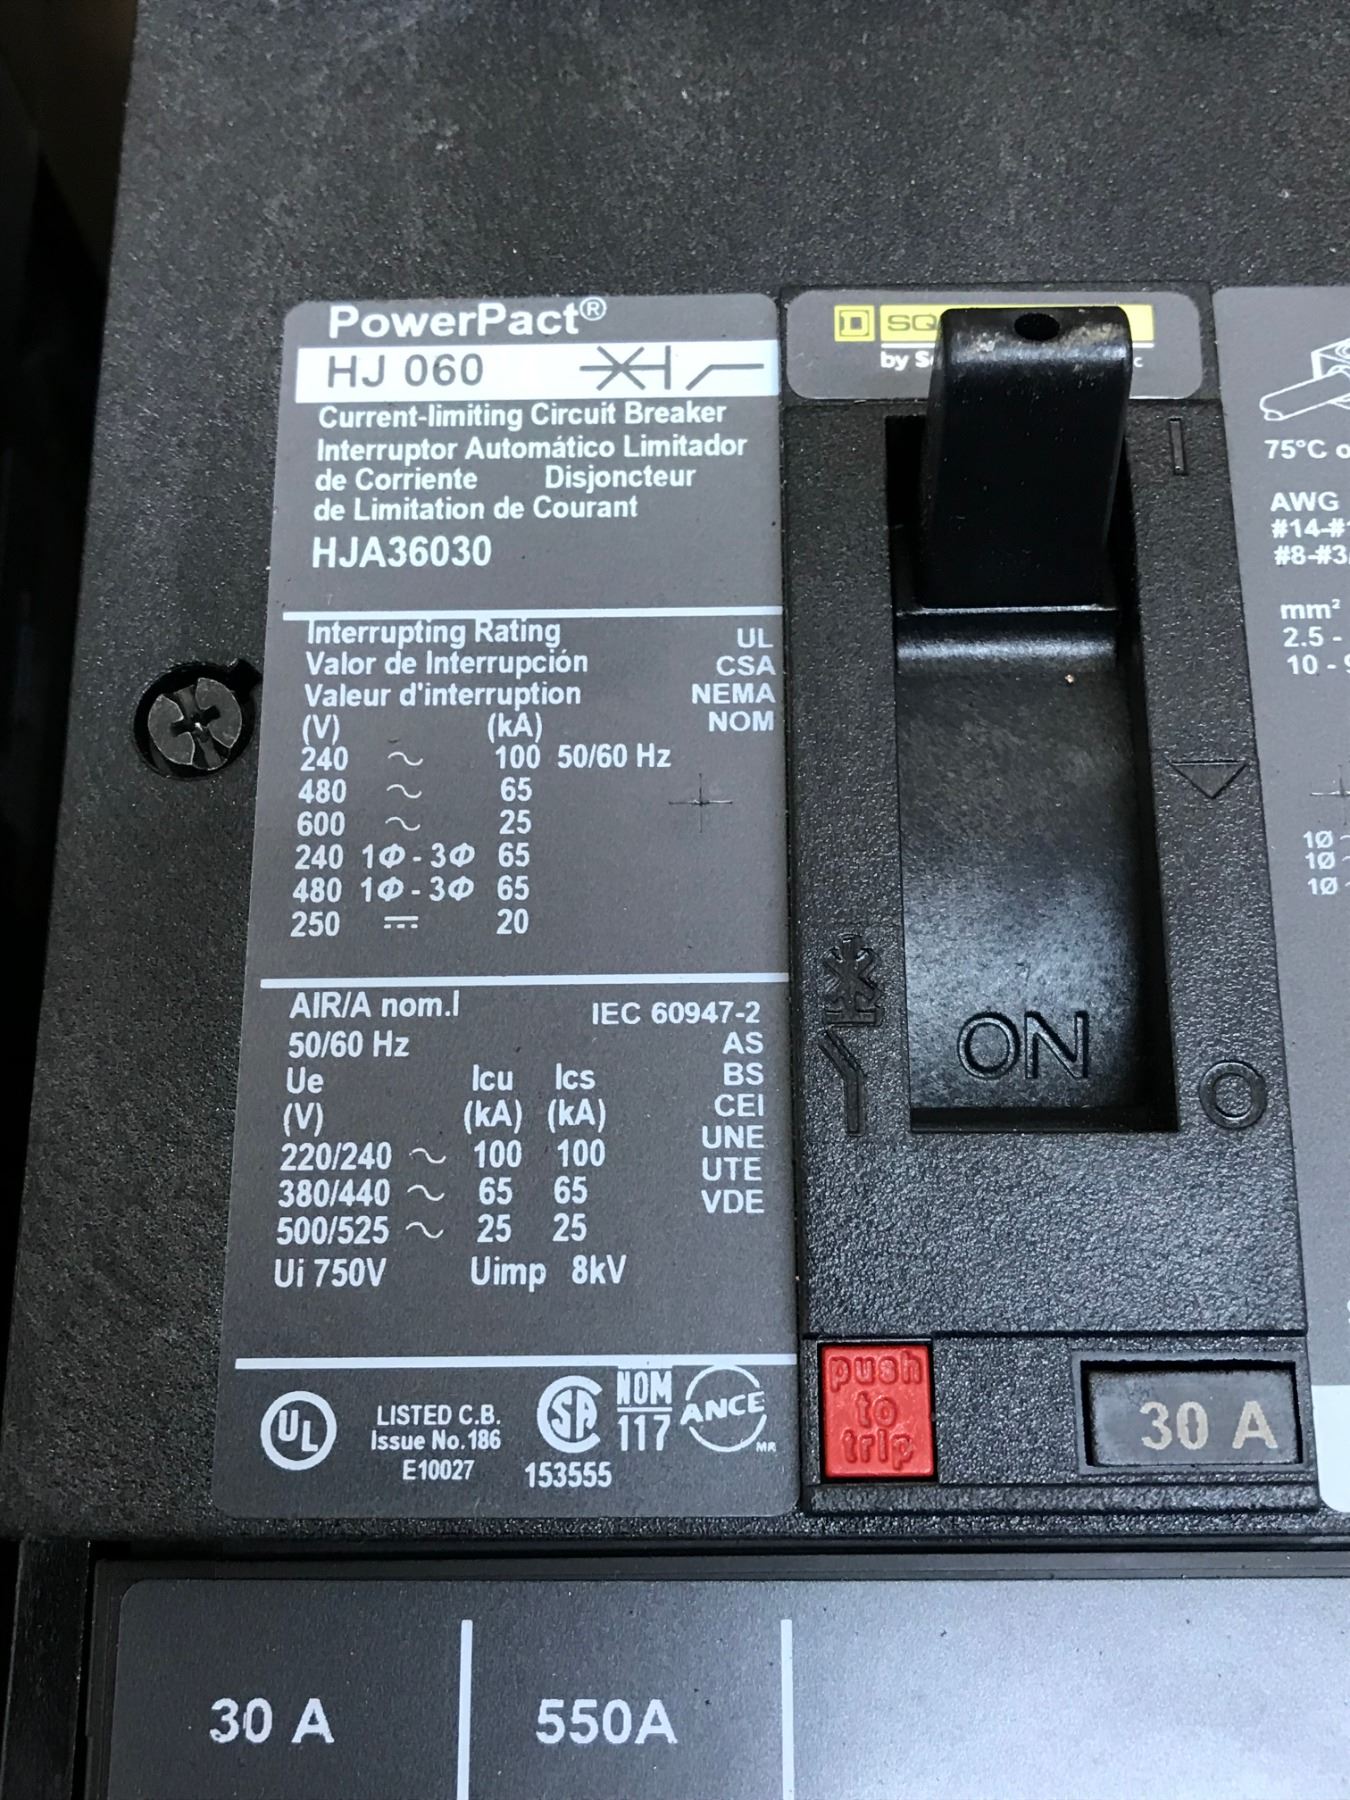 PowerPact®
HJ 060
Current-limiting Circuit Breaker
Interruptor Automático Limitador
de Corriente Disjoncteur
de Limitation de Courant
HJA36030
Interrupting Rating UL
Valor de Interrupción CSA
Valeur d'interruption NEMA
(V) (kA) NOM
240 ~ 100 50/60 Hz
480 ~ 65
600 ~ 25
240 1Φ - 3Φ 65
480 1Φ - 3Φ 65
250 ⎓ 20
AIR/A nom.I IEC 60947-2
50/60 Hz AS
Ue Icu Ics BS
(V) (kA) (kA) CEI
220/240 ~ 100 100 UNE
380/440 ~ 65 65 UTE
500/525 ~ 25 25 VDE
Ui 750V Uimp 8kV
UL
LISTED C.B.
Issue No.186
E10027
SA
153555
NOM
117
ANCE
MR
D
by
I
ON
O
push
to
trip
30 A
75°C
AWG
mm²
2.5 -
10 -
1Ø ~
1Ø ~
1Ø ~
30 A 550A